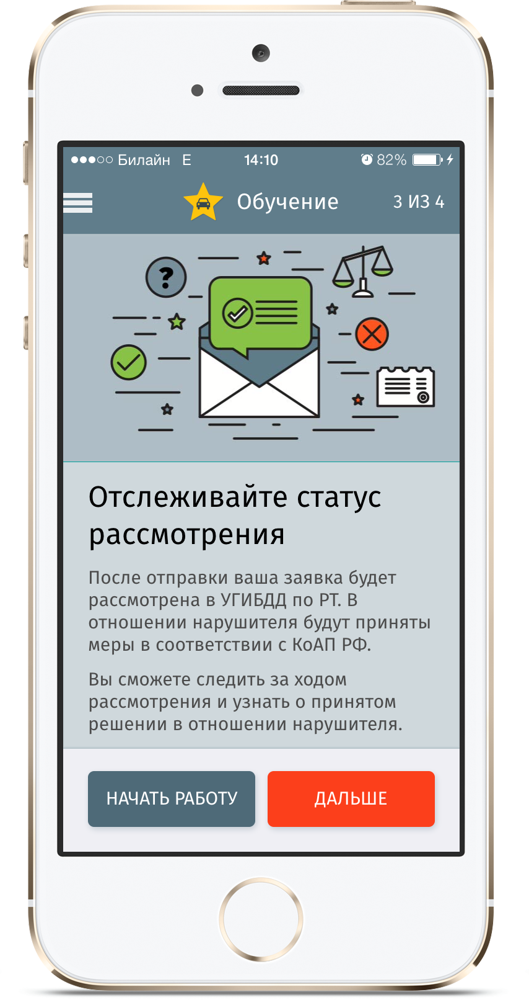 Билайн E 14:10 82%
Обучение 3 ИЗ 4
?
Отслеживайте статус
рассмотрения
После отправки ваша заявка будет
рассмотрена в УГИБДД по РТ. В
отношении нарушителя будут приняты
меры в соответствии с КоАП РФ.
Вы сможете следить за ходом
рассмотрения и узнать о принятом
решении в отношении нарушителя.
НАЧАТЬ РАБОТУ ДАЛЬШЕ